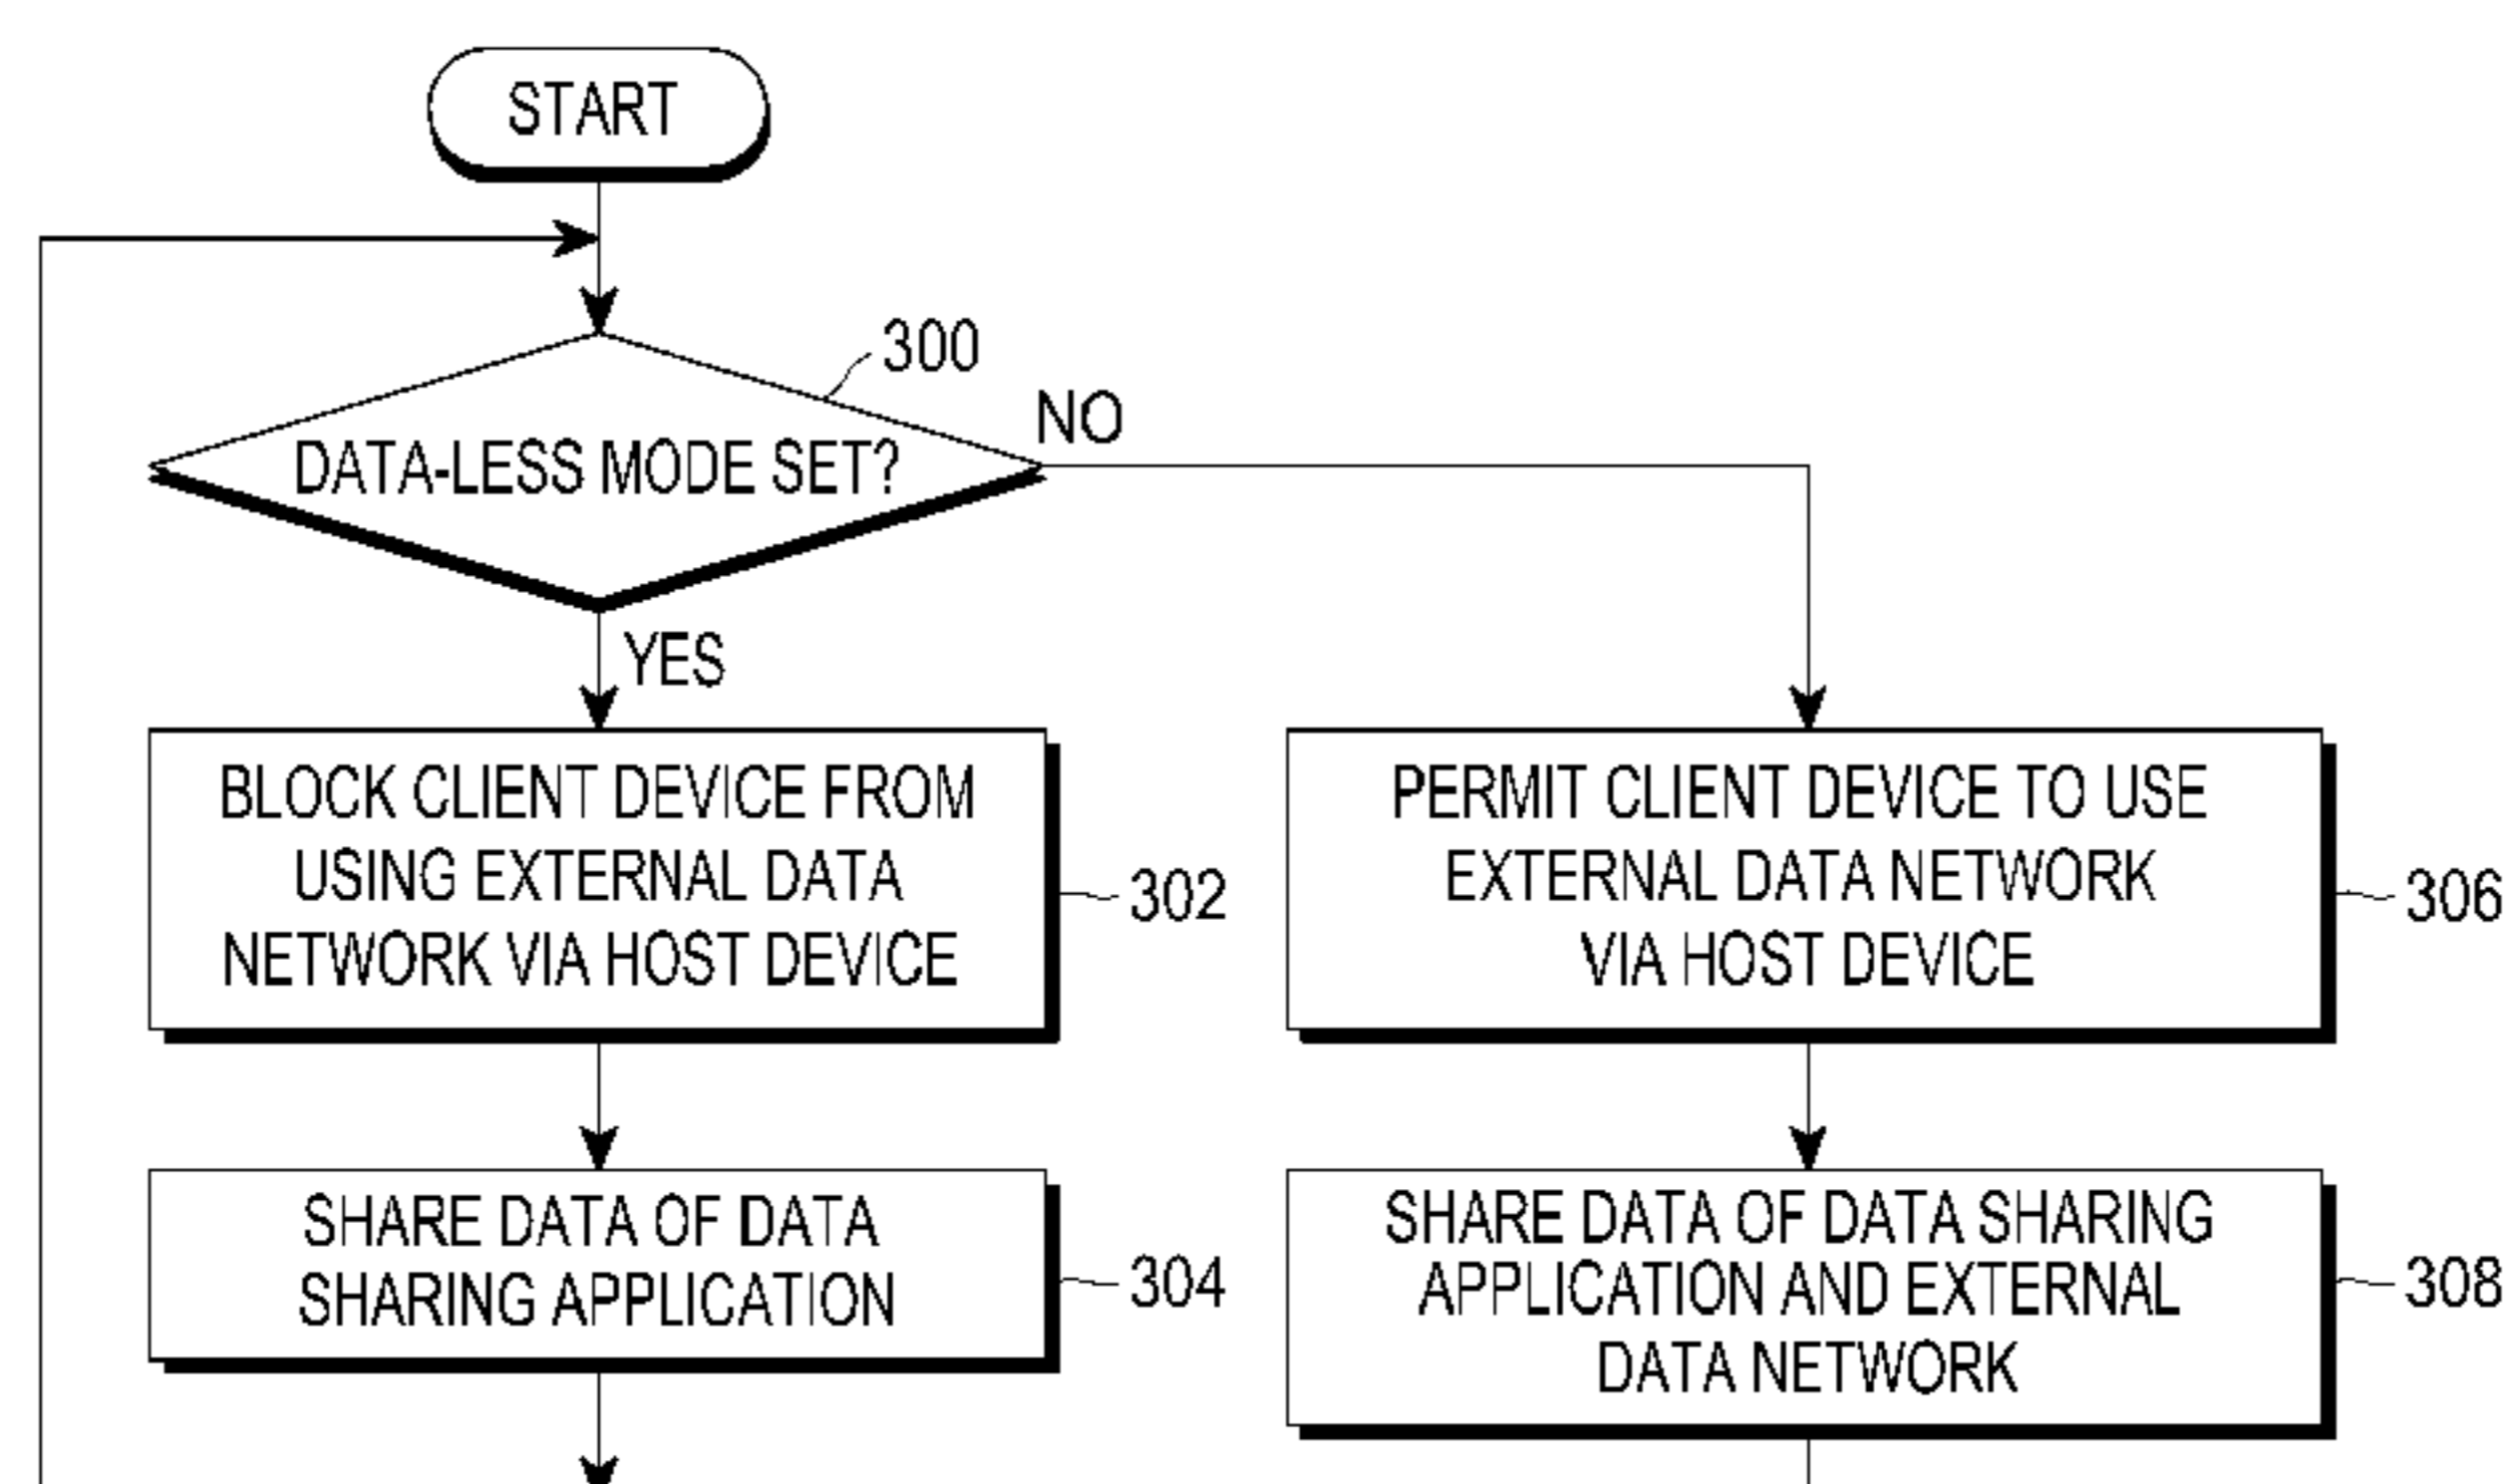 START
300
NO
DATA-LESS MODE SET?
YES
BLOCK CLIENT DEVICE FROM
USING EXTERNAL DATA
NETWORK VIA HOST DEVICE
302
PERMIT CLIENT DEVICE TO USE
EXTERNAL DATA NETWORK
VIA HOST DEVICE
306
SHARE DATA OF DATA
SHARING APPLICATION
304
SHARE DATA OF DATA SHARING
APPLICATION AND EXTERNAL
DATA NETWORK
308